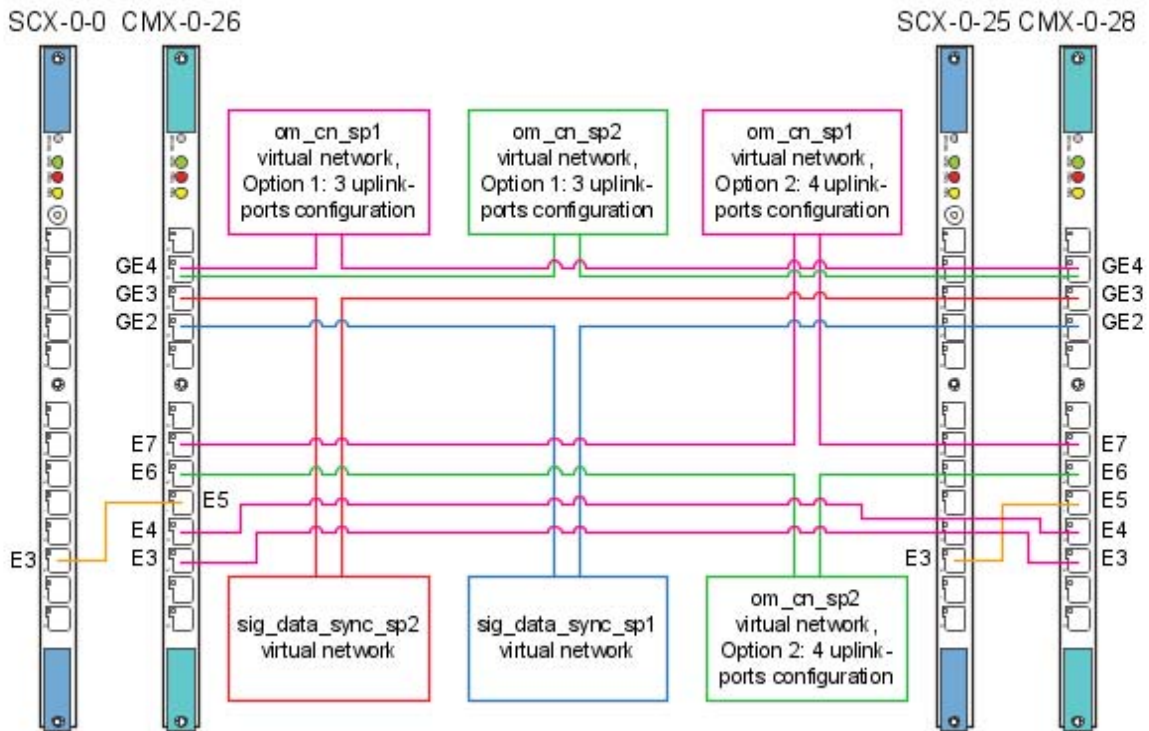 SCX-0-0 CMX-0-26 SCX-0-25 CMX-0-28
om_cn_sp1
virtual network,
Option 1: 3 uplink-
ports configuration
om_cn_sp2
virtual network,
Option 1: 3 uplink-
ports configuration
om_cn_sp1
virtual network,
Option 2: 4 uplink-
ports configuration
GE4 GE4
GE3 GE3
GE2 GE2
E7 E7
E6 E6
E5 E5
E4 E4
E3 E3 E3 E3
sig_data_sync_sp2
virtual network
sig_data_sync_sp1
virtual network
om_cn_sp2
virtual network,
Option 2: 4 uplink-
ports configuration